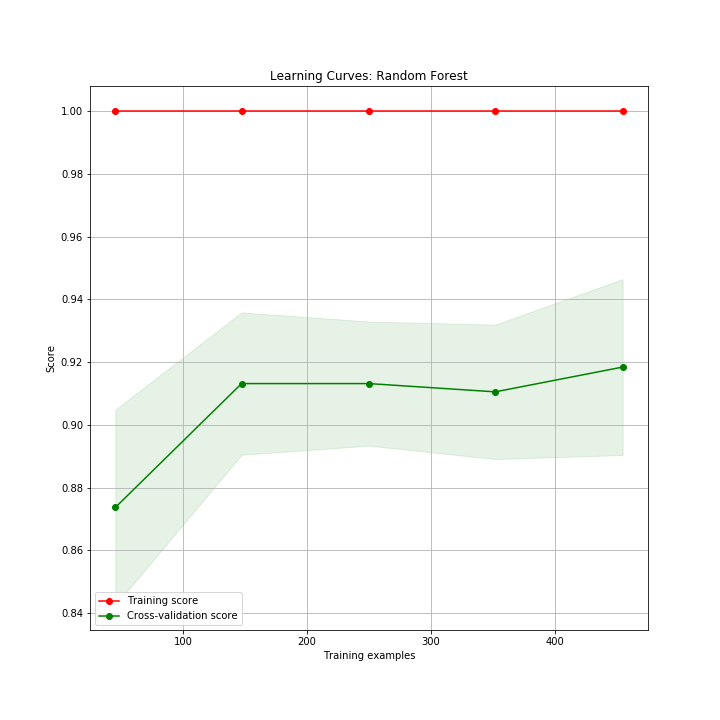 Learning Curves: Random Forest
1.00
0.98
0.96
0.94
0.92
0.90
0.88
0.86
0.84
Score
Training score
Cross-validation score
100
200
300
400
Training examples